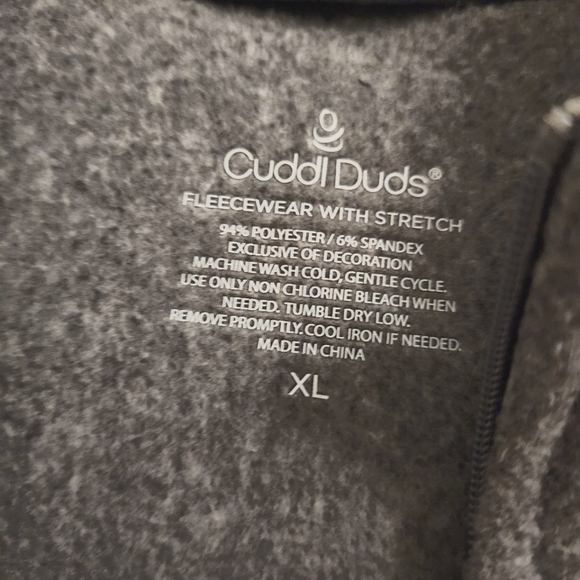 Cuddl Duds®
FLEECEWEAR WITH STRETCH
94% POLYESTER / 6% SPANDEX
EXCLUSIVE OF DECORATION
MACHINE WASH COLD, GENTLE CYCLE.
USE ONLY NON CHLORINE BLEACH WHEN
NEEDED. TUMBLE DRY LOW.
REMOVE PROMPTLY. COOL IRON IF NEEDED.
MADE IN CHINA
XL